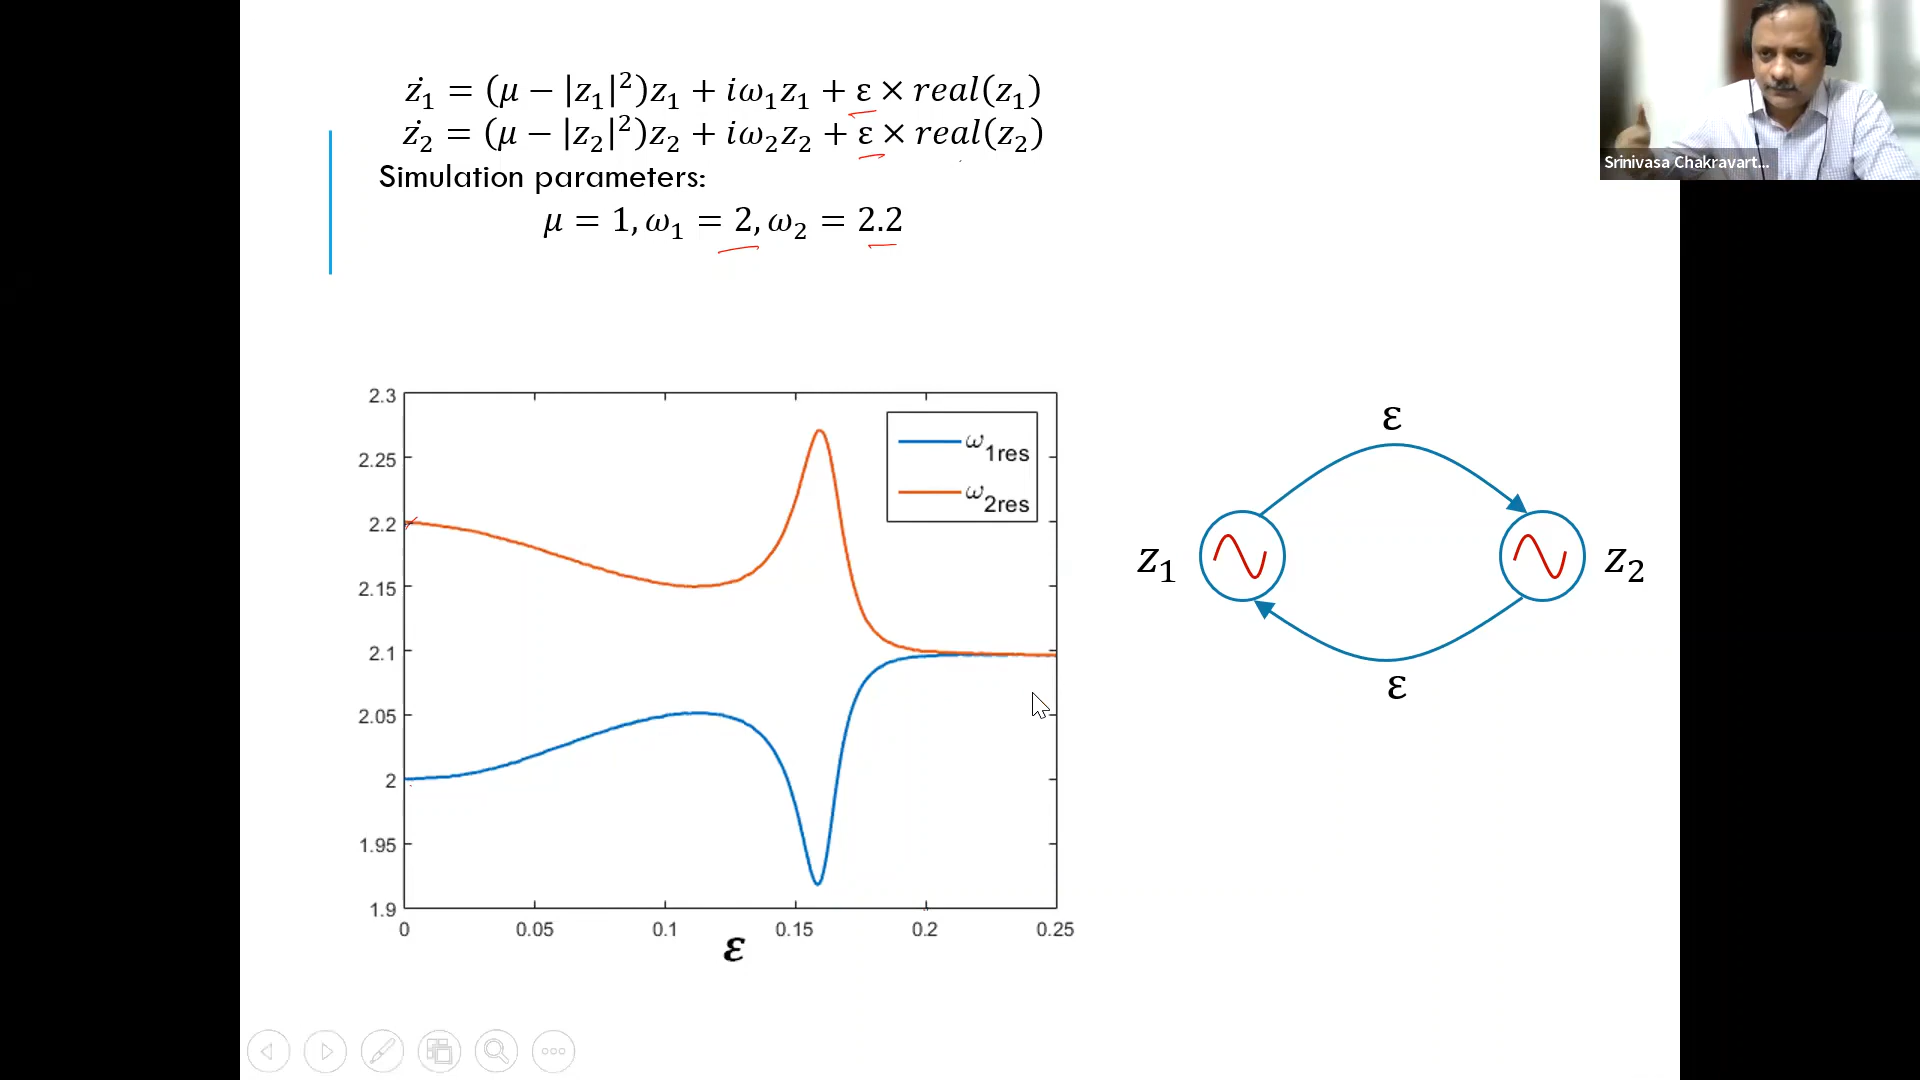 ż₁ = (μ − |z₁|²)z₁ + iω₁z₁ + ε × real(z₁)
ż₂ = (μ − |z₂|²)z₂ + iω₂z₂ + ε × real(z₂)
Simulation parameters:
μ = 1, ω₁ = 2, ω₂ = 2.2
Srinivasa Chakravart...
2.3
2.25
2.2
2.15
2.1
2.05
2
1.95
1.9
0 0.05 0.1 0.15 0.2 0.25
ε
ω1res
ω2res
ε
z₁ z₂
ε